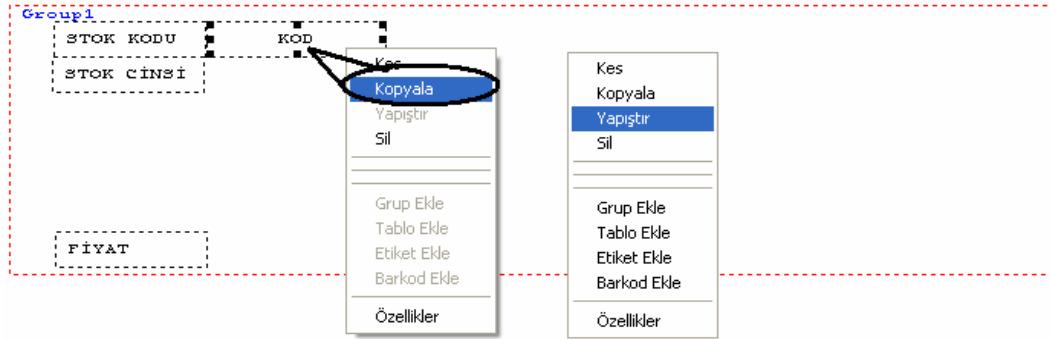 Group1
STOK KODU
KOD
STOK CİNSİ
FİYAT
Kes
Kopyala
Yapıştır
Sil
Grup Ekle
Tablo Ekle
Etiket Ekle
Barkod Ekle
Özellikler
Kes
Kopyala
Yapıştır
Sil
Grup Ekle
Tablo Ekle
Etiket Ekle
Barkod Ekle
Özellikler